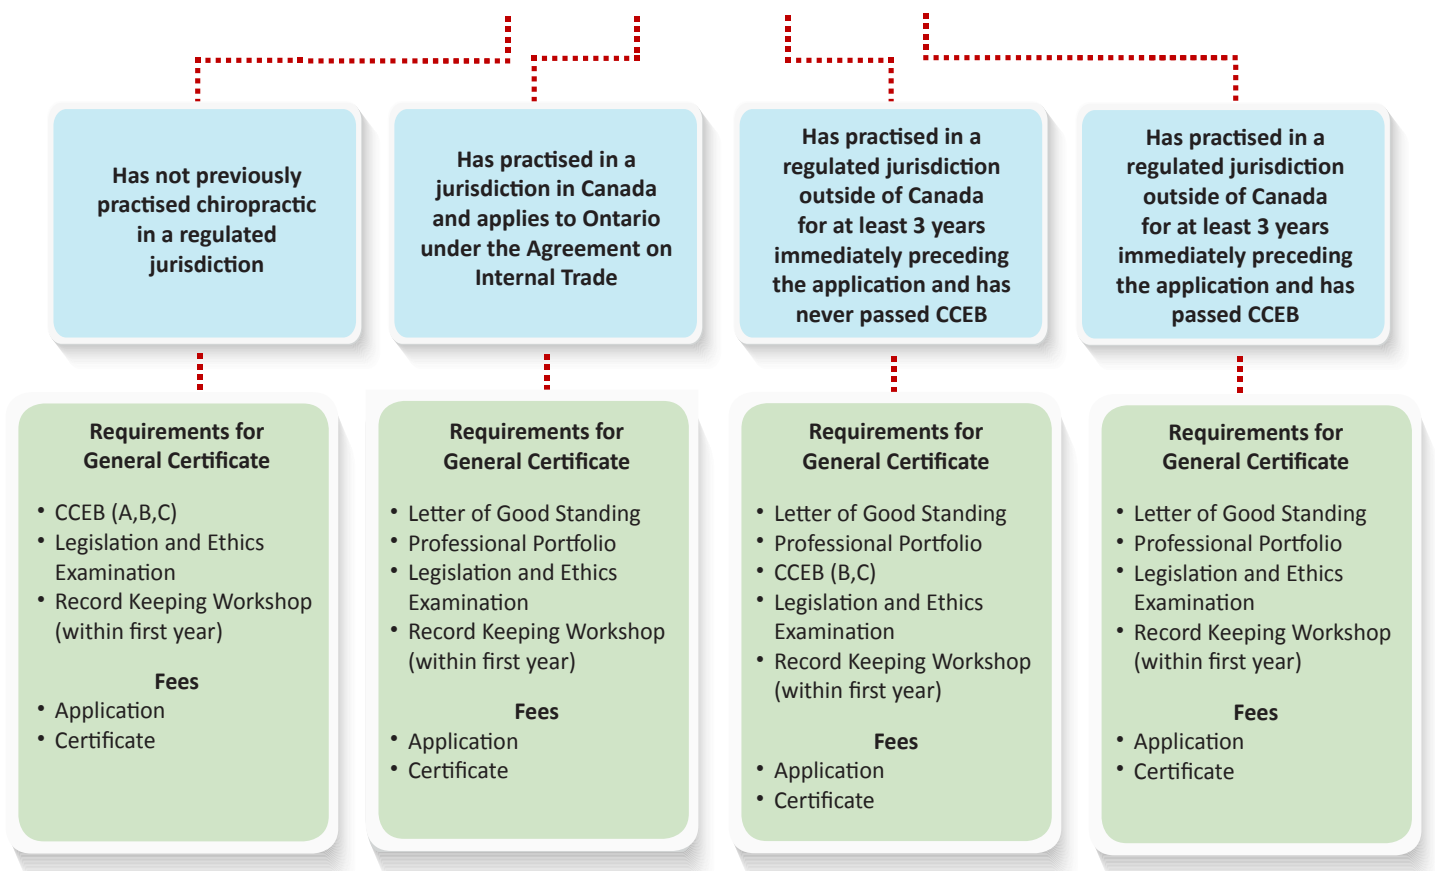 Has not previously
practised chiropractic
in a regulated
jurisdiction
Has practised in a
jurisdiction in Canada
and applies to Ontario
under the Agreement on
Internal Trade
Has practised in a
regulated jurisdiction
outside of Canada
for at least 3 years
immediately preceding
the application and has
never passed CCEB
Has practised in a
regulated jurisdiction
outside of Canada
for at least 3 years
immediately preceding
the application and has
passed CCEB
Requirements for
General Certificate
• CCEB (A,B,C)
• Legislation and Ethics
Examination
• Record Keeping Workshop
(within first year)
Fees
• Application
• Certificate
Requirements for
General Certificate
• Letter of Good Standing
• Professional Portfolio
• Legislation and Ethics
Examination
• Record Keeping Workshop
(within first year)
Fees
• Application
• Certificate
Requirements for
General Certificate
• Letter of Good Standing
• Professional Portfolio
• CCEB (B,C)
• Legislation and Ethics
Examination
• Record Keeping Workshop
(within first year)
Fees
• Application
• Certificate
Requirements for
General Certificate
• Letter of Good Standing
• Professional Portfolio
• Legislation and Ethics
Examination
• Record Keeping Workshop
(within first year)
Fees
• Application
• Certificate